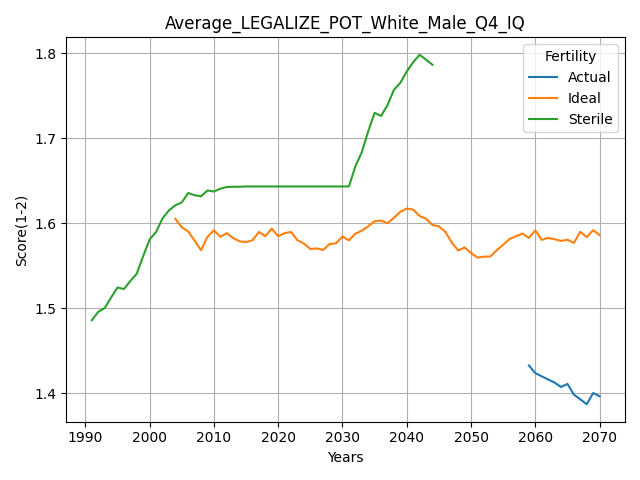 Average_LEGALIZE_POT_White_Male_Q4_IQ
Fertility
Actual
Ideal
Sterile
Score(1-2)
1.8
1.7
1.6
1.5
1.4
1990 2000 2010 2020 2030 2040 2050 2060 2070
Years